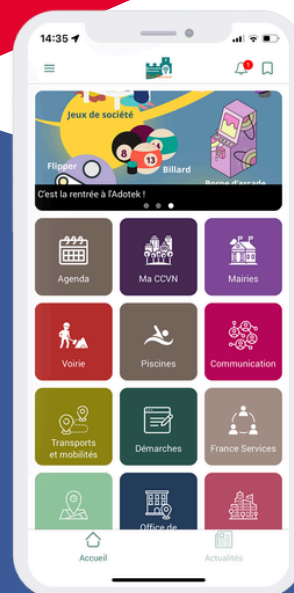 14:35
Jeux de société
8
13
Flipper
Billard
Borne d'arcade
C'est la rentrée à l'Adotek !
Agenda
Ma CCVN
Mairies
Voirie
Piscines
Communication
Transports
et mobilités
Démarches
France Services
Office de
Accueil
Actualités